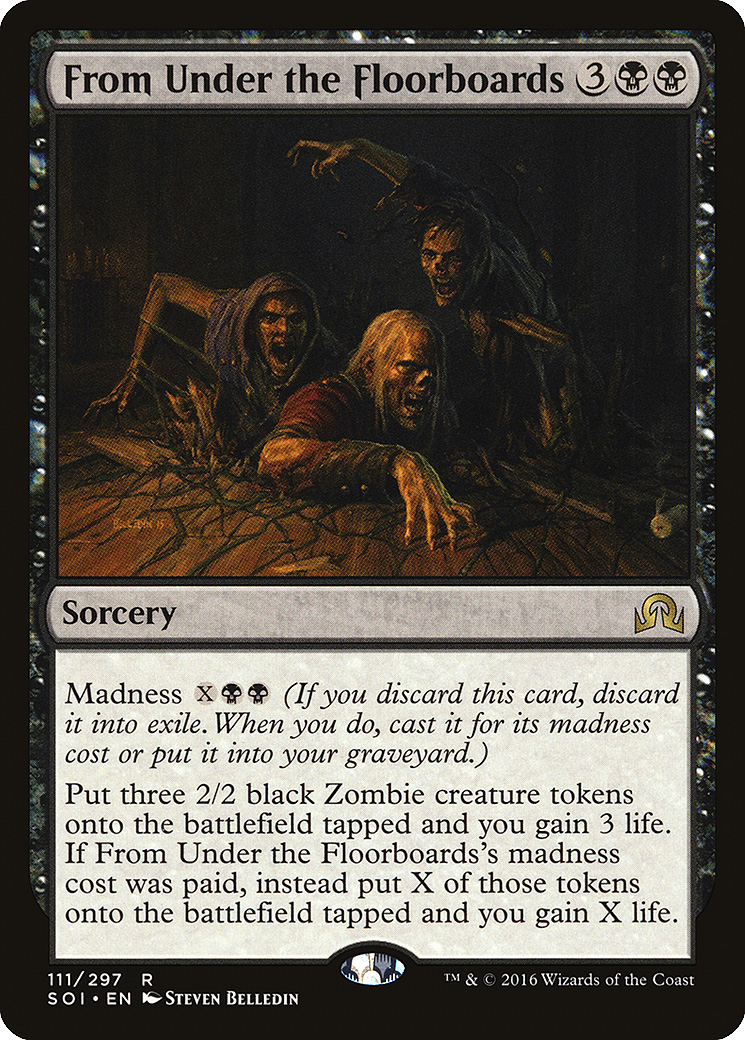 From Under the Floorboards 3
BELLEDIN 15
Sorcery
Madness X (If you discard this card, discard
it into exile. When you do, cast it for its madness
cost or put it into your graveyard.)
Put three 2/2 black Zombie creature tokens
onto the battlefield tapped and you gain 3 life.
If From Under the Floorboards's madness
cost was paid, instead put X of those tokens
onto the battlefield tapped and you gain X life.
111/297 R
SOI • EN STEVEN BELLEDIN
™ & © 2016 Wizards of the Coast